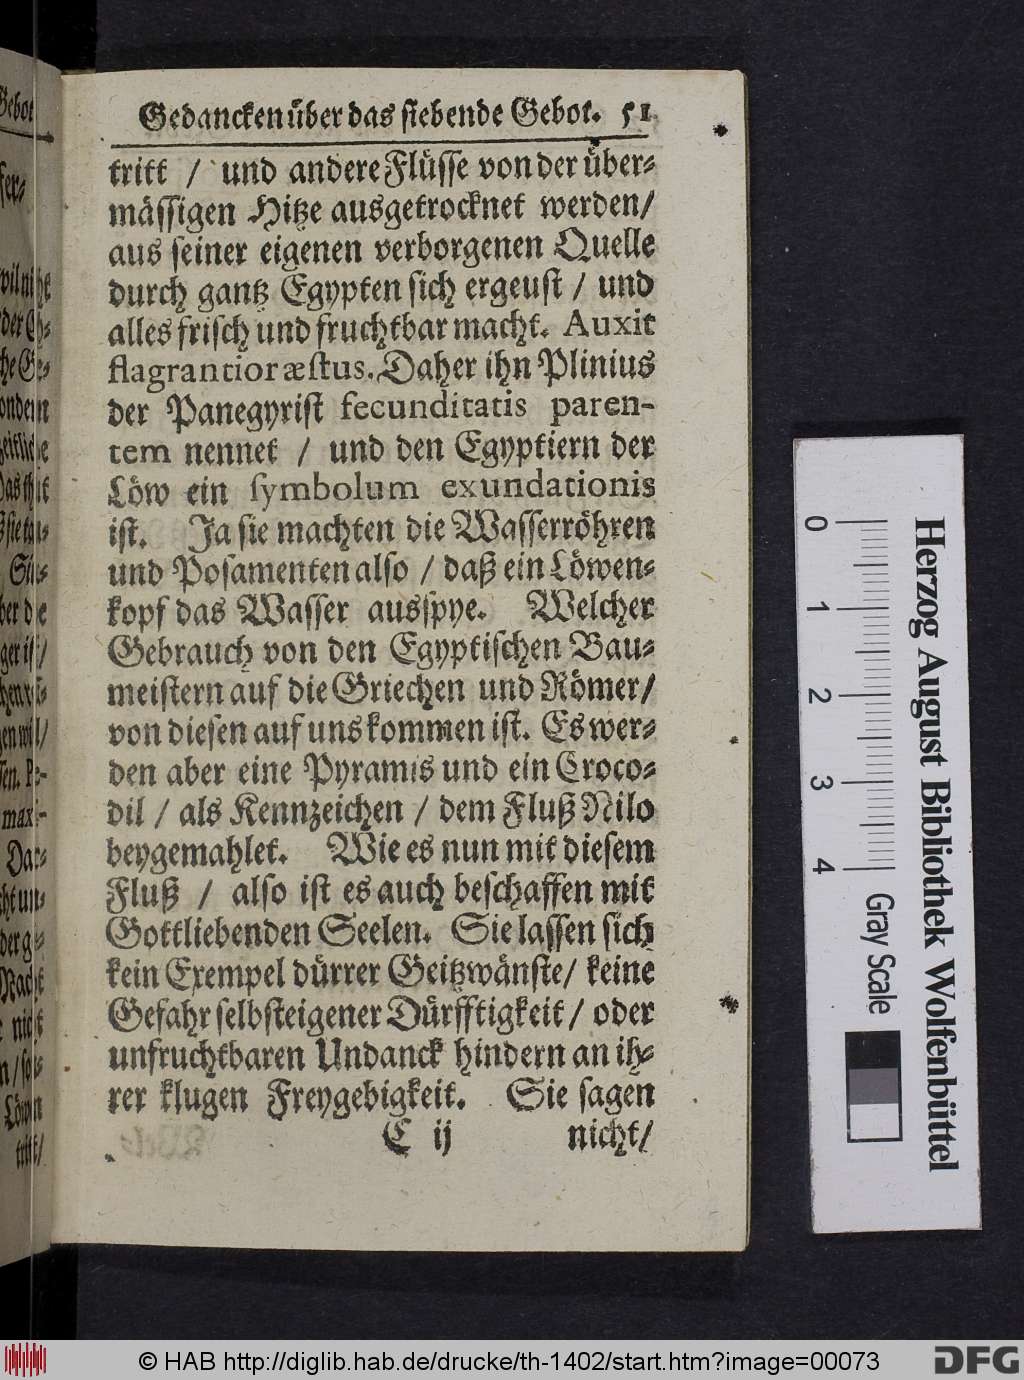 Gedancken über das siebende Gebot. 51
tritt / und andere Flüsse von der über-
mässigen Hitze ausgetrocknet werden/
aus seiner eigenen verborgenen Quelle
durch gantz Egypten sich ergeust / und
alles frisch und fruchtbar macht. Auxit
flagrantior æstus. Daher ihn Plinius
der Panegyrist fecunditatis paren-
tem nennet / und den Egyptiern der
Löw ein symbolum exundationis
ist. Ja sie machten die Wasserröhren
und Posamenten also / daß ein Löwen-
kopf das Wasser ausspye. Welcher
Gebrauch von den Egyptischen Bau-
meistern auf die Griechen und Römer/
von diesen auf uns kommen ist. Es wer-
den aber eine Pyramis und ein Croco-
dil / als Kennzeichen / dem Fluß Nilo
beygemahlet. Wie es nun mit diesem
Fluß / also ist es auch beschaffen mit
Gottliebenden Seelen. Sie lassen sich
kein Exempel dürrer Geitzwänste/ keine
Gefahr selbsteigener Dürfftigkeit/ oder
unfruchtbaren Undanck hindern an ih-
rer klugen Freygebigkeit. Sie sagen
C ij nicht/
0 1 2 3 4
Herzog August Bibliothek Wolfenbüttel
Gray Scale
© HAB http://diglib.hab.de/drucke/th-1402/start.htm?image=00073
DFG